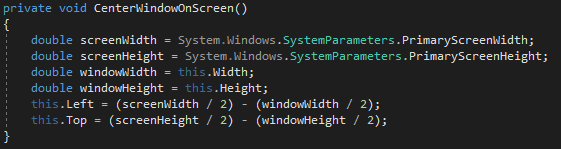 private void CenterWindowOnScreen()
{
    double screenWidth = System.Windows.SystemParameters.PrimaryScreenWidth;
    double screenHeight = System.Windows.SystemParameters.PrimaryScreenHeight;
    double windowWidth = this.Width;
    double windowHeight = this.Height;
    this.Left = (screenWidth / 2) - (windowWidth / 2);
    this.Top = (screenHeight / 2) - (windowHeight / 2);
}